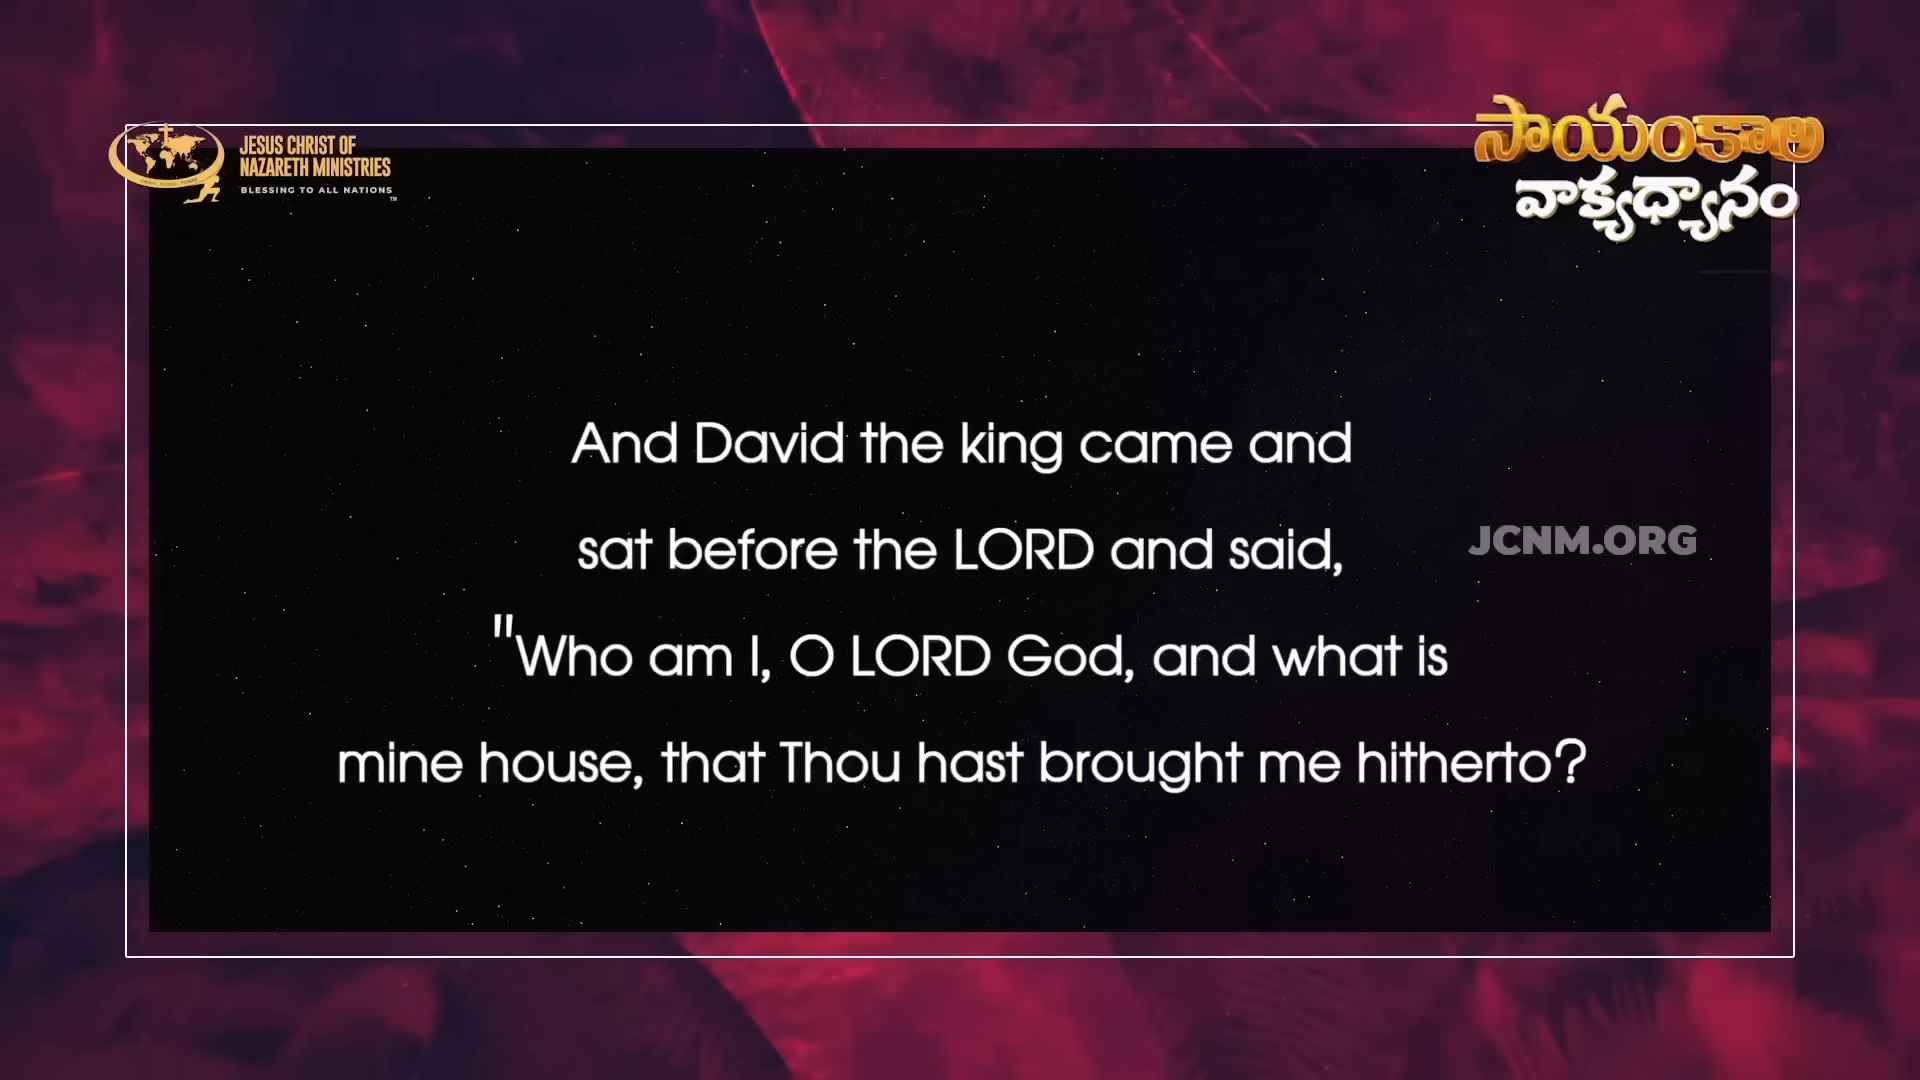 JESUS CHRIST OF
NAZARETH MINISTRIES
BLESSING TO ALL NATIONS
TM
సాయంకాల
వాక్యధ్యానం
And David the king came and
sat before the LORD and said,
JCNM.ORG
"Who am I, O LORD God, and what is
mine house, that Thou hast brought me hitherto?